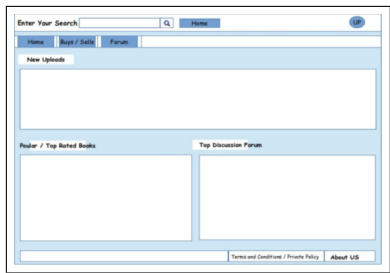 Enter Your Search Home UP
Home Buys / Sells Forum
New Uploads
Poular / Top Rated Books Top Discussion Forum
Terms and Conditions / Private Policy About US